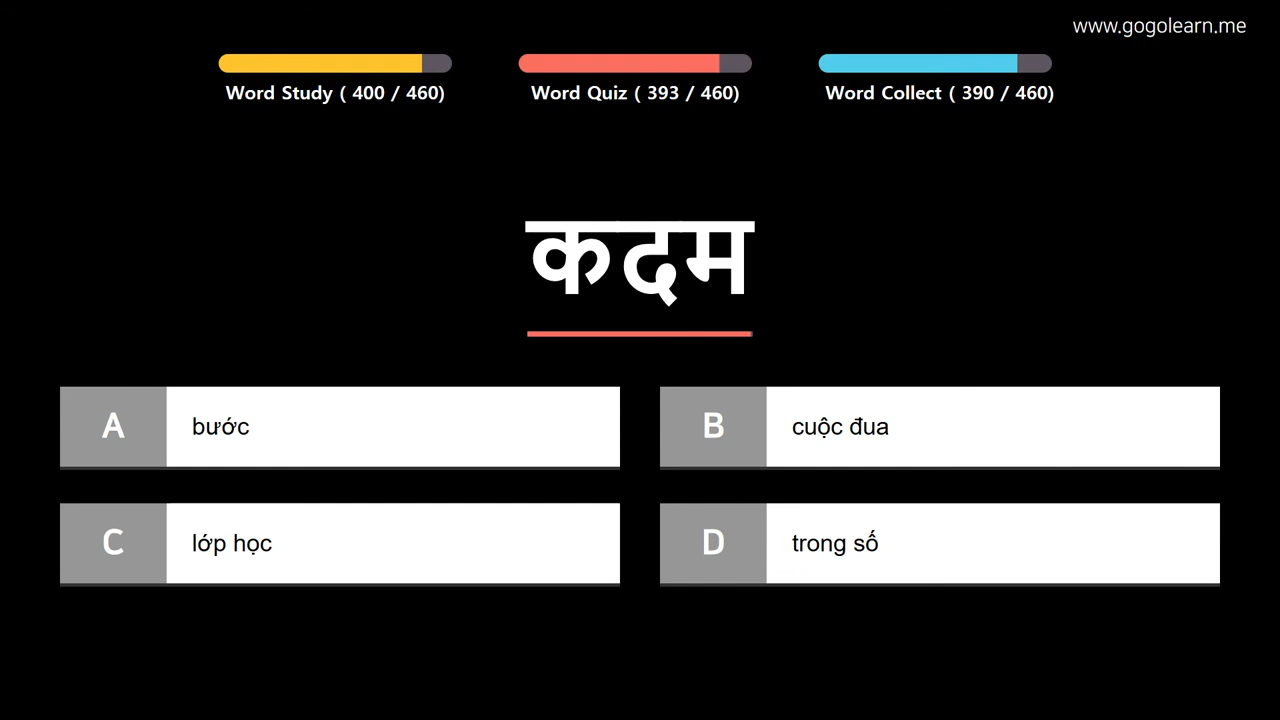 www.gogolearn.me
Word Study ( 400 / 460)
Word Quiz ( 393 / 460)
Word Collect ( 390 / 460)
कदम
A
bước
B
cuộc đua
C
lớp học
D
trong số